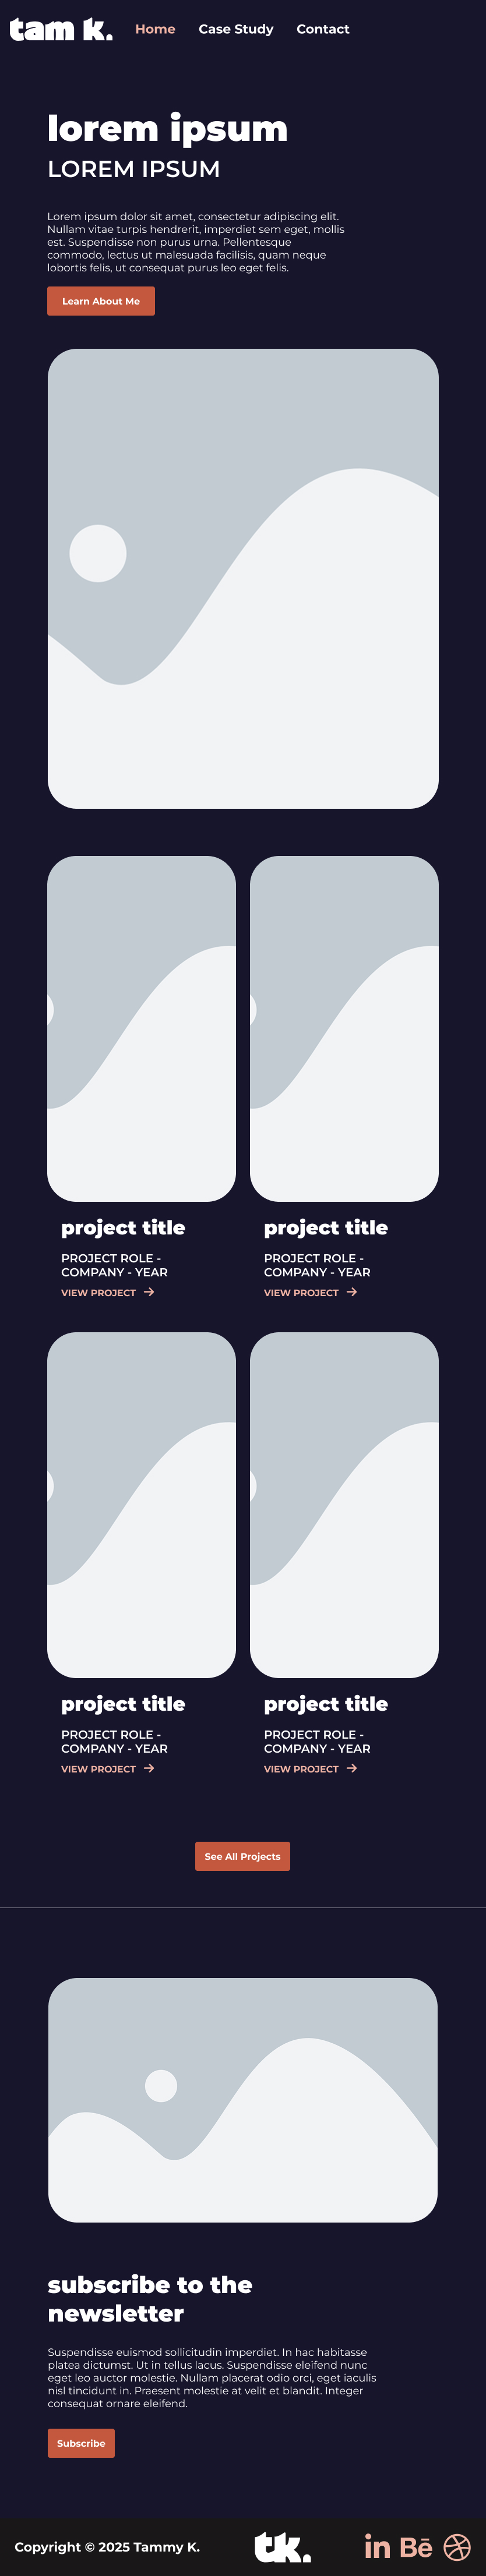 tam k.
Home Case Study Contact
lorem ipsum
LOREM IPSUM
Lorem ipsum dolor sit amet, consectetur adipiscing elit.
Nullam vitae turpis hendrerit, imperdiet sem eget, mollis
est. Suspendisse non purus urna. Pellentesque
commodo, lectus ut malesuada facilisis, quam neque
lobortis felis, ut consequat purus leo eget felis.
Learn About Me
project title
PROJECT ROLE -
COMPANY - YEAR
VIEW PROJECT
project title
PROJECT ROLE -
COMPANY - YEAR
VIEW PROJECT
project title
PROJECT ROLE -
COMPANY - YEAR
VIEW PROJECT
project title
PROJECT ROLE -
COMPANY - YEAR
VIEW PROJECT
See All Projects
subscribe to the
newsletter
Suspendisse euismod sollicitudin imperdiet. In hac habitasse
platea dictumst. Ut in tellus lacus. Suspendisse eleifend nunc
eget leo auctor molestie. Nullam placerat odio orci, eget iaculis
nisl tincidunt in. Praesent molestie at velit et blandit. Integer
consequat ornare eleifend.
Subscribe
Copyright © 2025 Tammy K.
tk.
in Bē